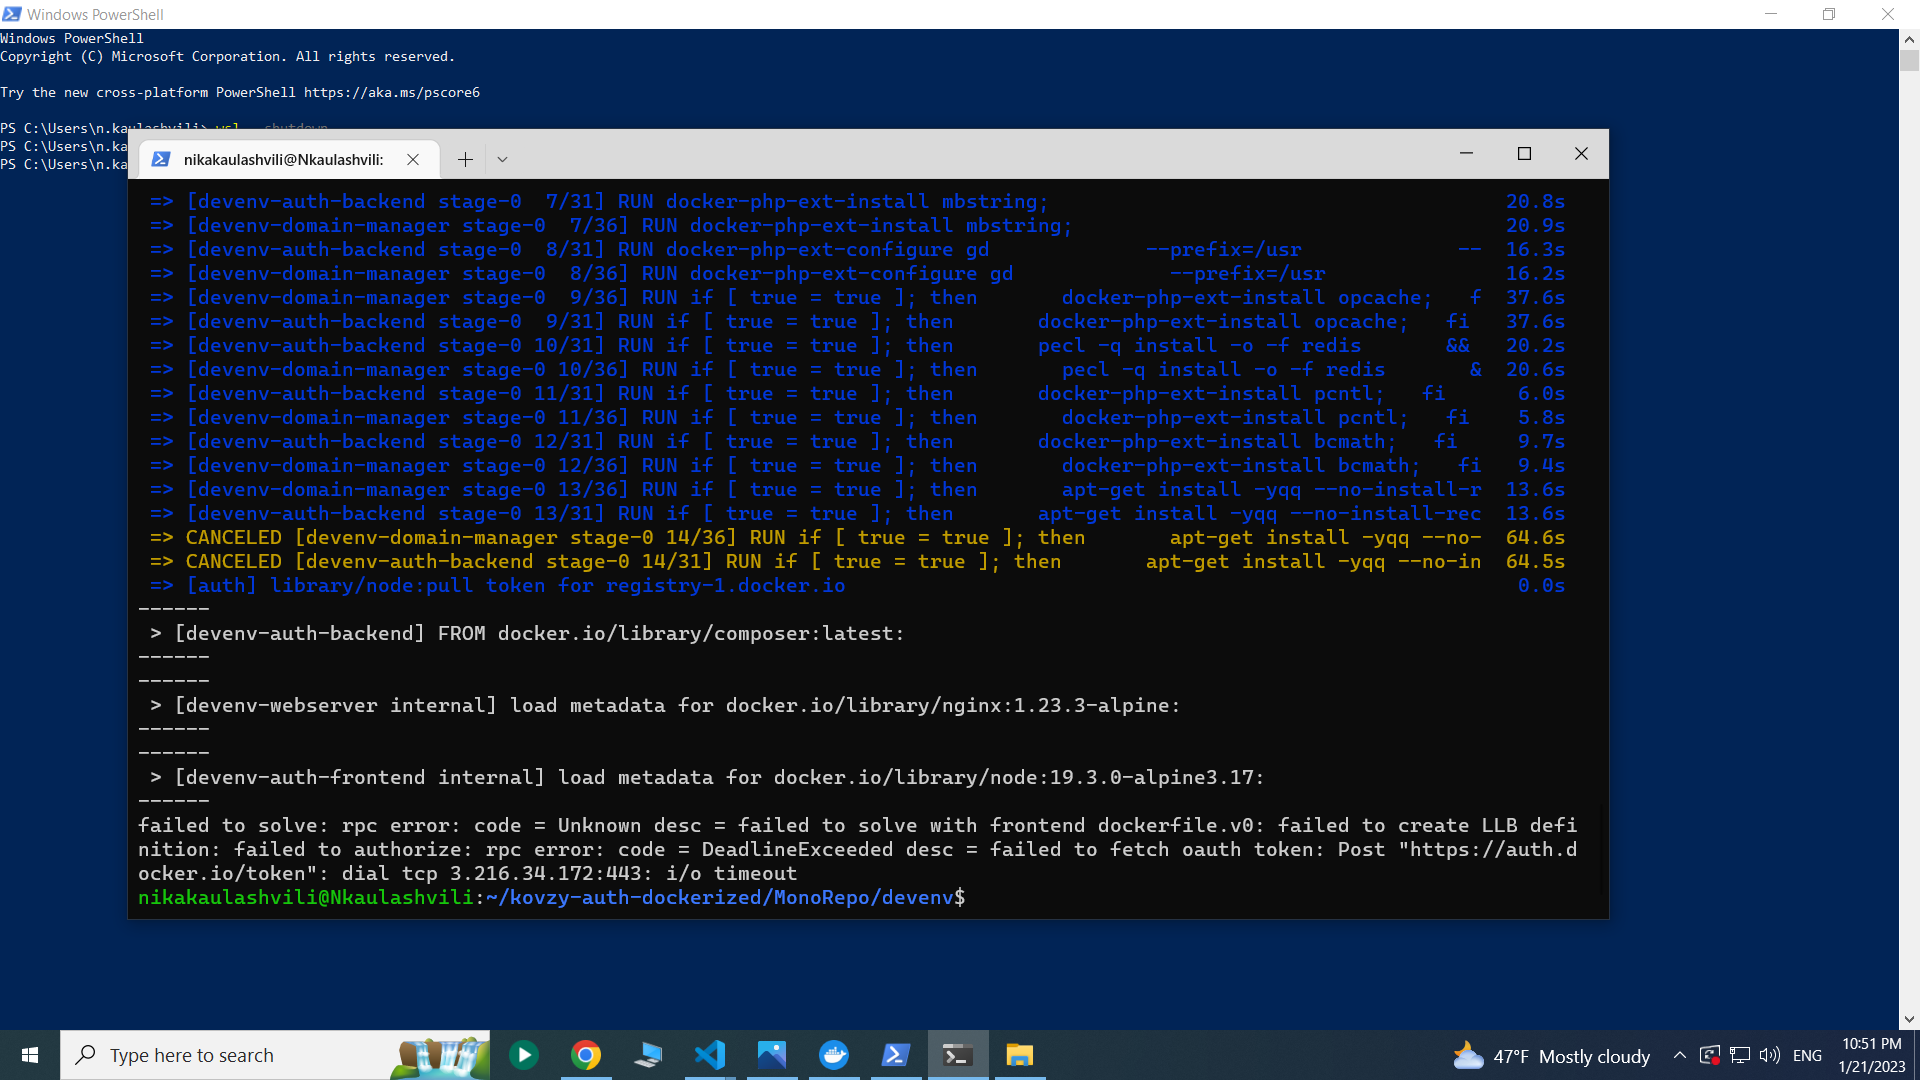 Windows PowerShell
Windows PowerShell
Copyright (C) Microsoft Corporation. All rights reserved.
Try the new cross-platform PowerShell https://aka.ms/pscore6
PS C:\Users\n.kaulashvili> wsl --shutdown
PS C:\Users\n.ka
PS C:\Users\n.ka
nikakaulashvili@Nkaulashvili:
=> [devenv-auth-backend stage-0  7/31] RUN docker-php-ext-install mbstring; 20.8s
=> [devenv-domain-manager stage-0  7/36] RUN docker-php-ext-install mbstring; 20.9s
=> [devenv-auth-backend stage-0  8/31] RUN docker-php-ext-configure gd --prefix=/usr -- 16.3s
=> [devenv-domain-manager stage-0  8/36] RUN docker-php-ext-configure gd --prefix=/usr 16.2s
=> [devenv-domain-manager stage-0  9/36] RUN if [ true = true ]; then docker-php-ext-install opcache; f 37.6s
=> [devenv-auth-backend stage-0  9/31] RUN if [ true = true ]; then docker-php-ext-install opcache; fi 37.6s
=> [devenv-auth-backend stage-0 10/31] RUN if [ true = true ]; then pecl -q install -o -f redis && 20.2s
=> [devenv-domain-manager stage-0 10/36] RUN if [ true = true ]; then pecl -q install -o -f redis & 20.6s
=> [devenv-auth-backend stage-0 11/31] RUN if [ true = true ]; then docker-php-ext-install pcntl; fi 6.0s
=> [devenv-domain-manager stage-0 11/36] RUN if [ true = true ]; then docker-php-ext-install pcntl; fi 5.8s
=> [devenv-auth-backend stage-0 12/31] RUN if [ true = true ]; then docker-php-ext-install bcmath; fi 9.7s
=> [devenv-domain-manager stage-0 12/36] RUN if [ true = true ]; then docker-php-ext-install bcmath; fi 9.4s
=> [devenv-domain-manager stage-0 13/36] RUN if [ true = true ]; then apt-get install -yqq --no-install-r 13.6s
=> [devenv-auth-backend stage-0 13/31] RUN if [ true = true ]; then apt-get install -yqq --no-install-rec 13.6s
=> CANCELED [devenv-domain-manager stage-0 14/36] RUN if [ true = true ]; then apt-get install -yqq --no- 64.6s
=> CANCELED [devenv-auth-backend stage-0 14/31] RUN if [ true = true ]; then apt-get install -yqq --no-in 64.5s
=> [auth] library/node:pull token for registry-1.docker.io 0.0s
------
> [devenv-auth-backend] FROM docker.io/library/composer:latest:
------
------
> [devenv-webserver internal] load metadata for docker.io/library/nginx:1.23.3-alpine:
------
------
> [devenv-auth-frontend internal] load metadata for docker.io/library/node:19.3.0-alpine3.17:
------
failed to solve: rpc error: code = Unknown desc = failed to solve with frontend dockerfile.v0: failed to create LLB defi
nition: failed to authorize: rpc error: code = DeadlineExceeded desc = failed to fetch oauth token: Post "https://auth.d
ocker.io/token": dial tcp 3.216.34.172:443: i/o timeout
nikakaulashvili@Nkaulashvili:~/kovzy-auth-dockerized/MonoRepo/devenv$
Type here to search
47°F Mostly cloudy
ENG
10:51 PM
1/21/2023